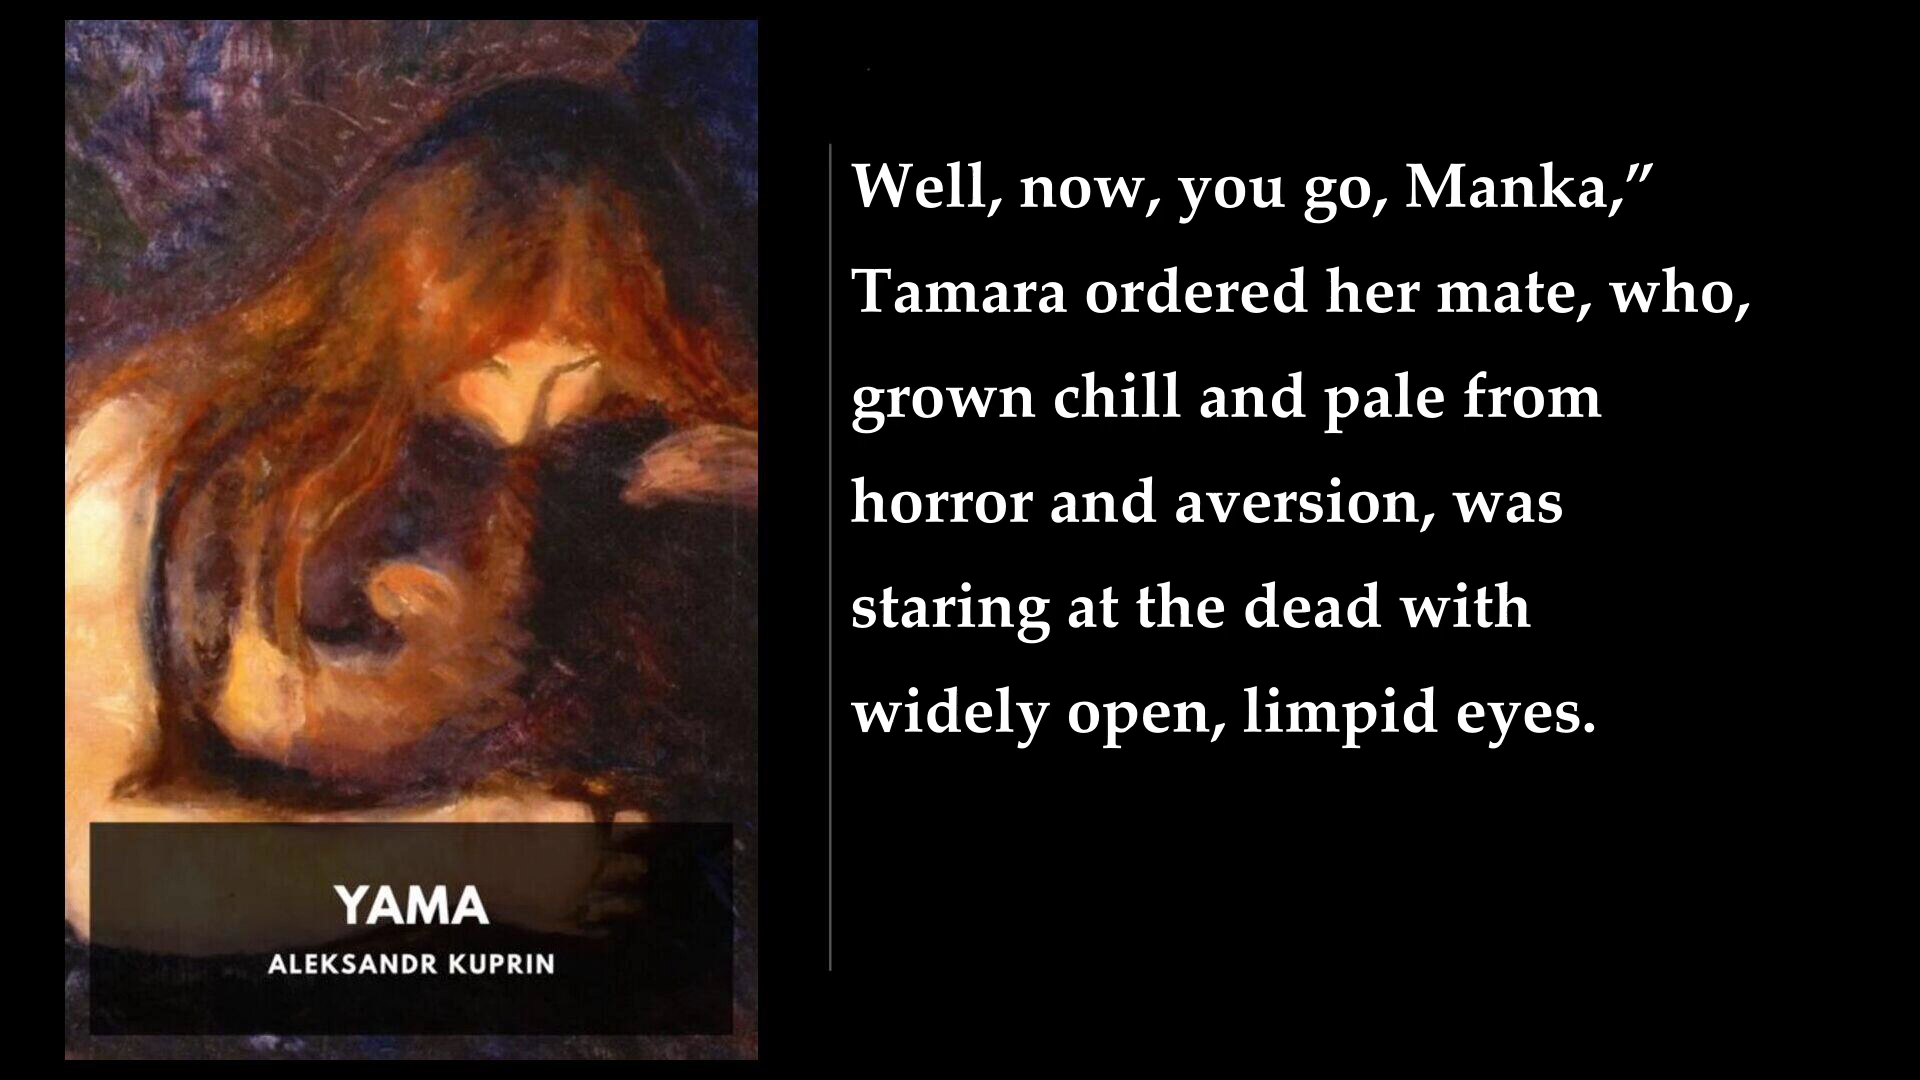 Well, now, you go, Manka,”
Tamara ordered her mate, who,
grown chill and pale from
horror and aversion, was
staring at the dead with
widely open, limpid eyes.
YAMA
ALEKSANDR KUPRIN